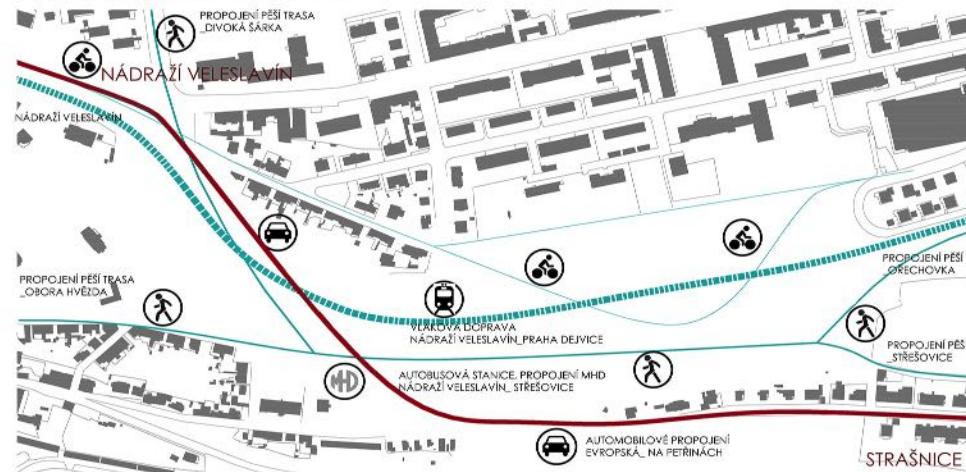 PROPOJENÍ PĚŠÍ TRASA
_DIVOKÁ ŠÁRKA
NÁDRAŽÍ VELESLAVÍN
NÁDRAŽÍ VELESLAVÍN
PROPOJENÍ PĚŠÍ TRASA
_OBORA HVĚZDA
PROPOJENÍ PĚŠÍ
_OŘECHOVKA
VLAKOVÁ DOPRAVA
NÁDRAŽÍ VELESLAVÍN_PRAHA DEJVICE
PROPOJENÍ PĚŠ
_STŘEŠOVICE
MHD
AUTOBUSOVÁ STANICE, PROPOJENÍ MHD
NÁDRAŽÍ VELESLAVÍN_ STŘEŠOVICE
AUTOMOBILOVÉ PROPOJENÍ
EVROPSKÁ_ NA PETŘINÁCH
STRAŠNICE